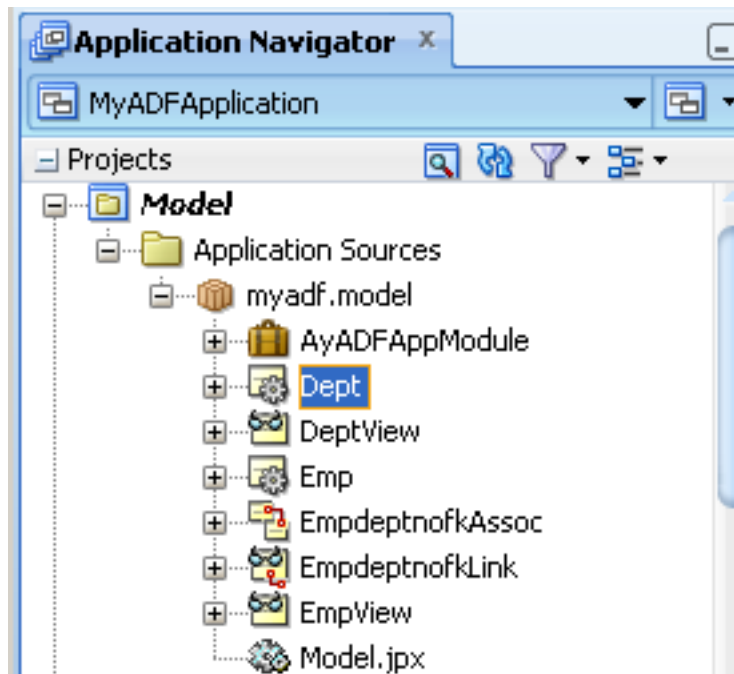 Application Navigator
MyADFApplication
Projects
Model
Application Sources
myadf.model
AyADFAppModule
Dept
DeptView
Emp
EmpdeptnofkAssoc
EmpdeptnofkLink
EmpView
Model.jpx